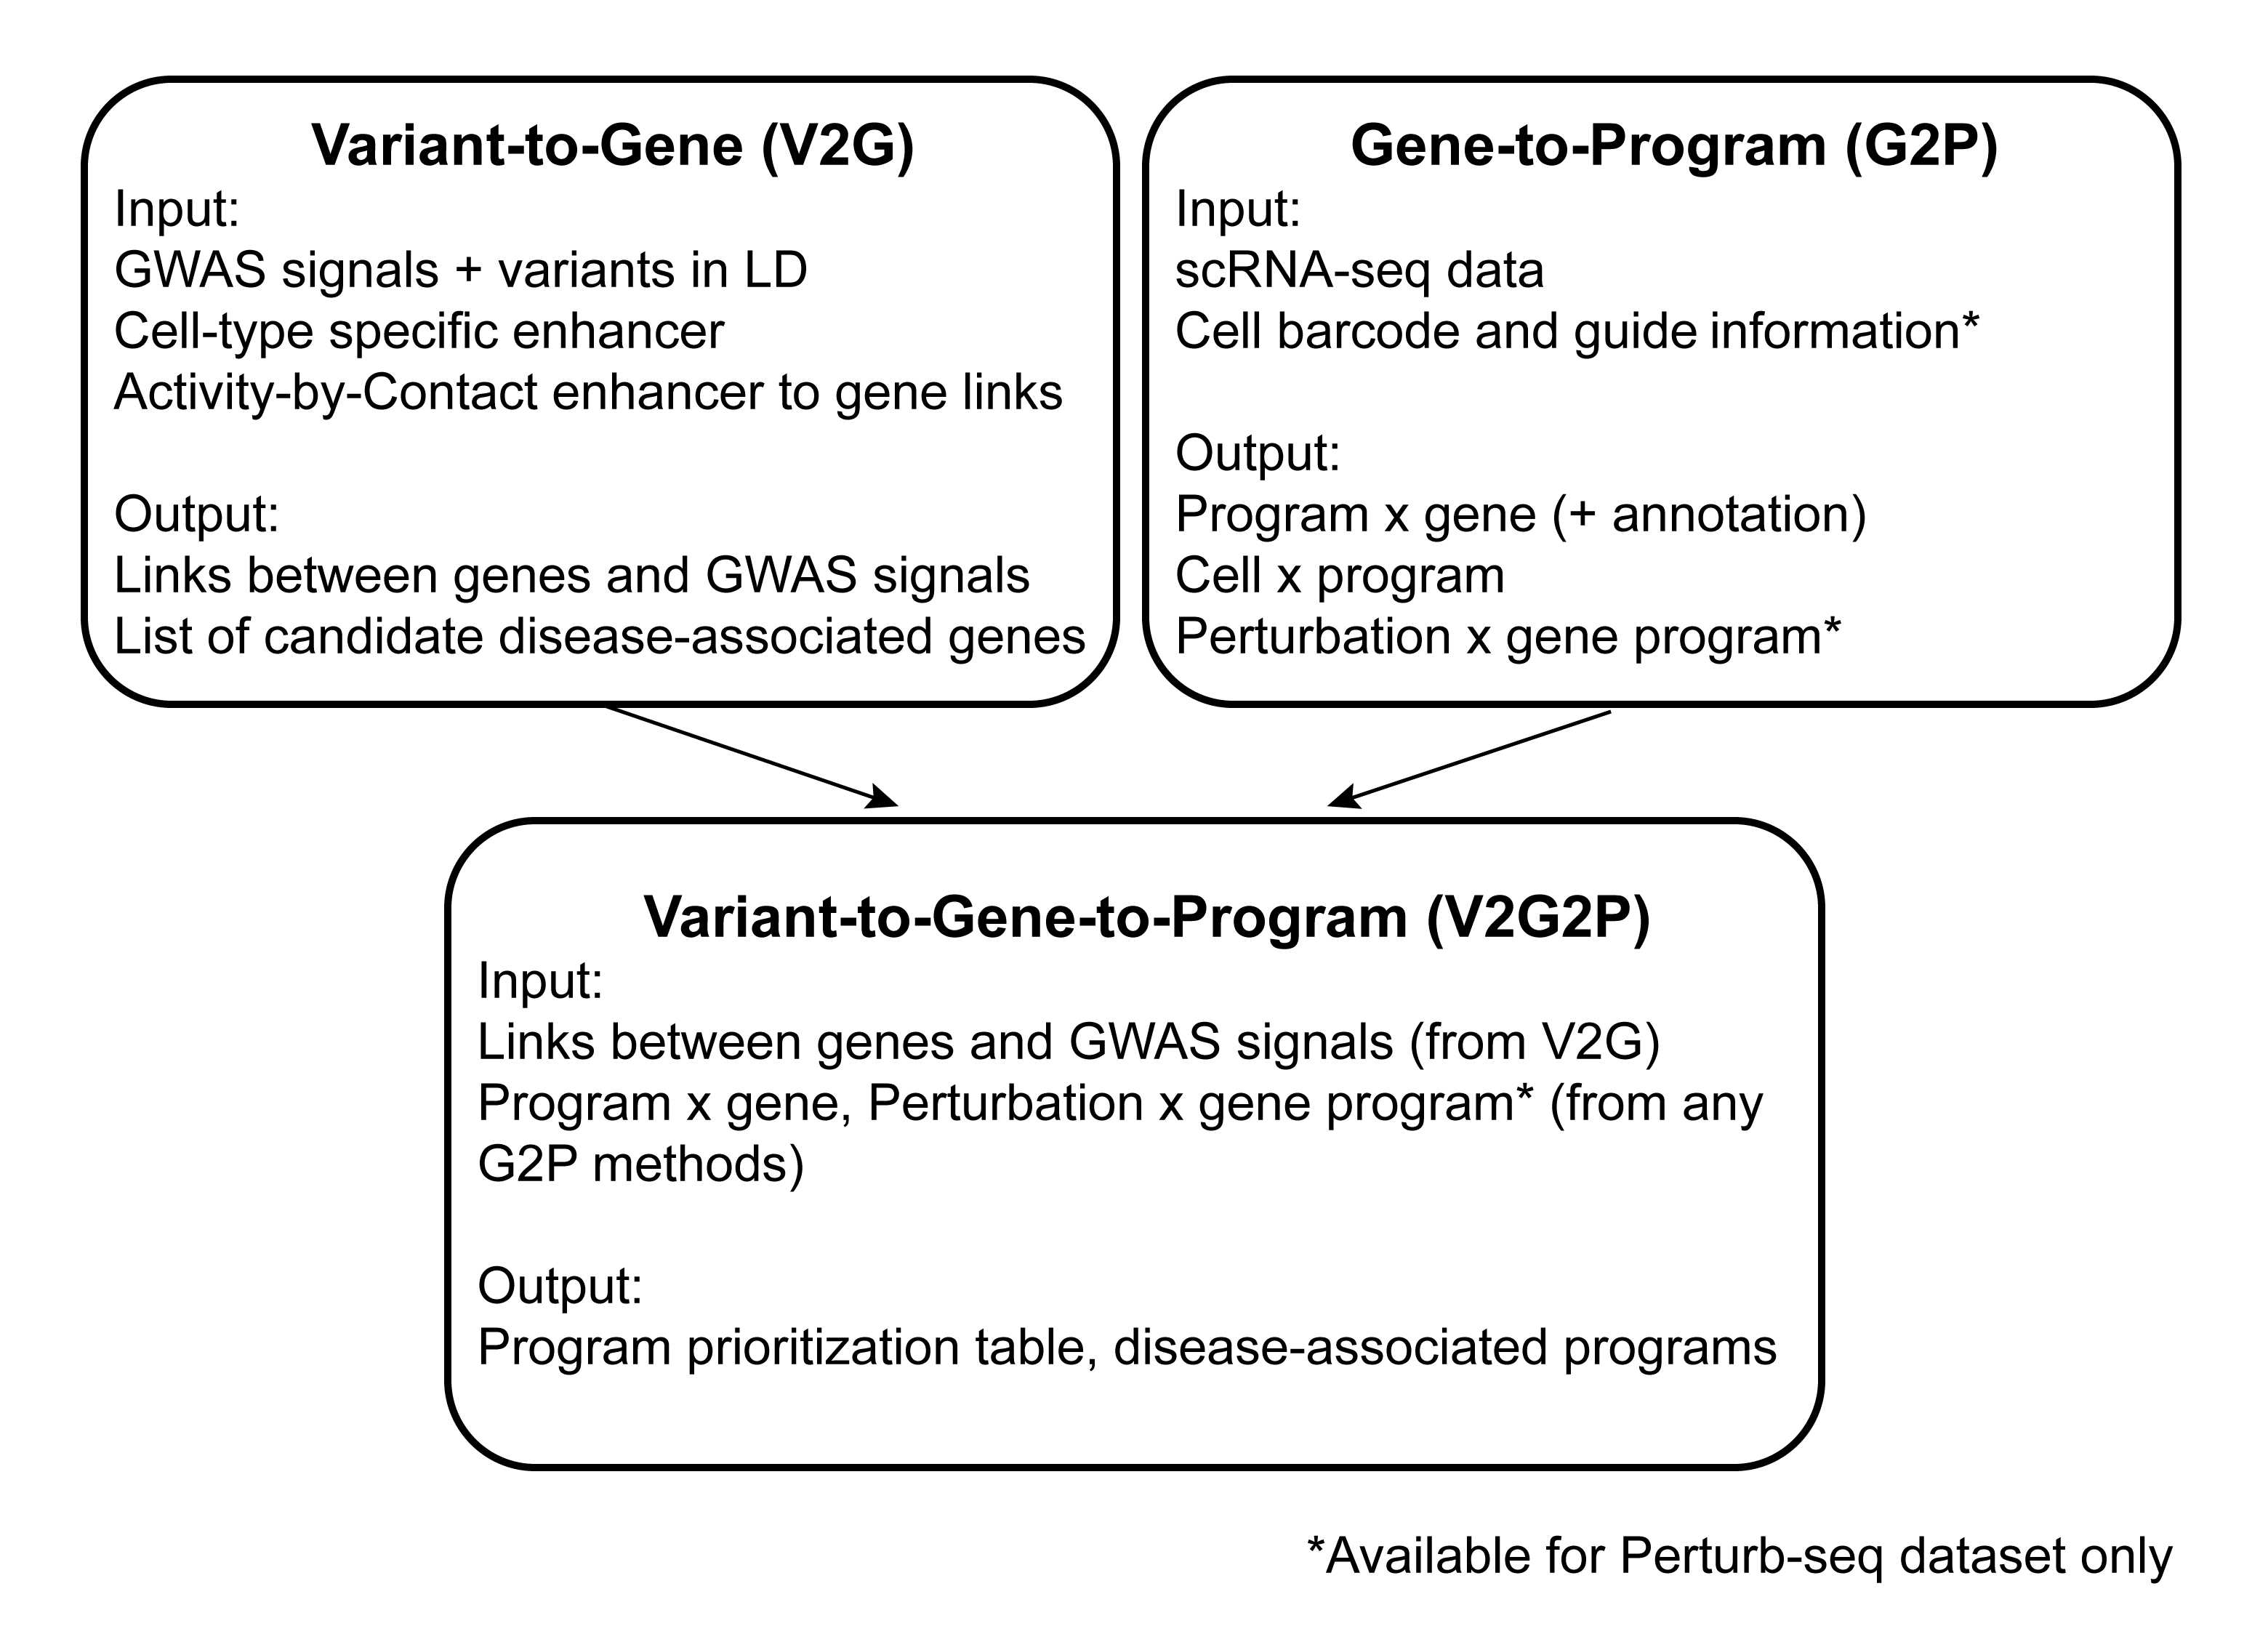 Variant-to-Gene (V2G)
Input:
GWAS signals + variants in LD
Cell-type specific enhancer
Activity-by-Contact enhancer to gene links
Output:
Links between genes and GWAS signals
List of candidate disease-associated genes
Gene-to-Program (G2P)
Input:
scRNA-seq data
Cell barcode and guide information*
Output:
Program x gene (+ annotation)
Cell x program
Perturbation x gene program*
Variant-to-Gene-to-Program (V2G2P)
Input:
Links between genes and GWAS signals (from V2G)
Program x gene, Perturbation x gene program* (from any
G2P methods)
Output:
Program prioritization table, disease-associated programs
*Available for Perturb-seq dataset only